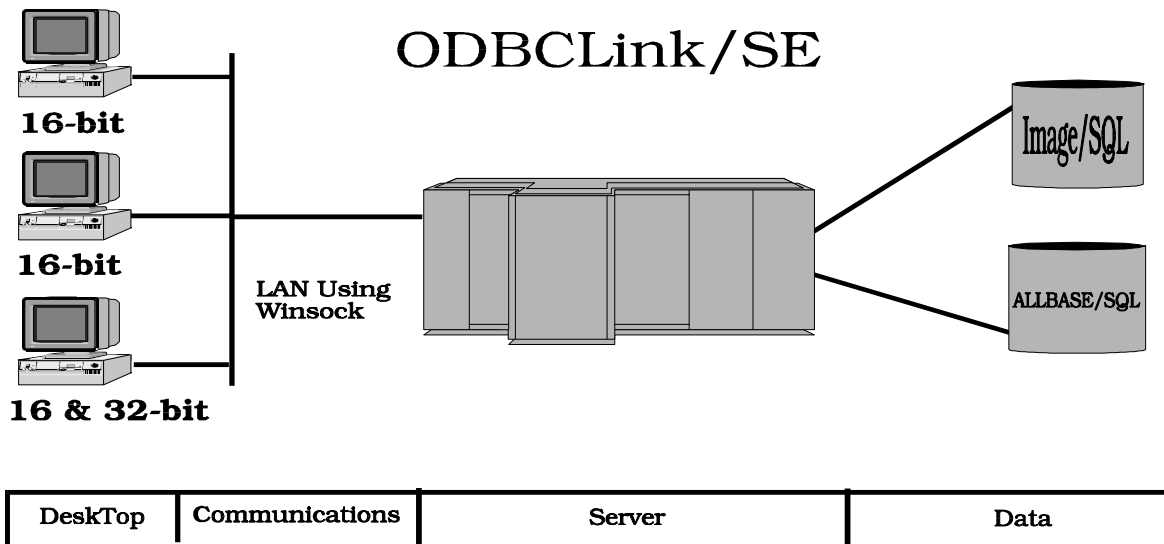 ODBCLink/SE
16-bit
16-bit
16 & 32-bit
LAN Using
Winsock
Image/SQL
ALLBASE/SQL
DeskTop
Communications
Server
Data